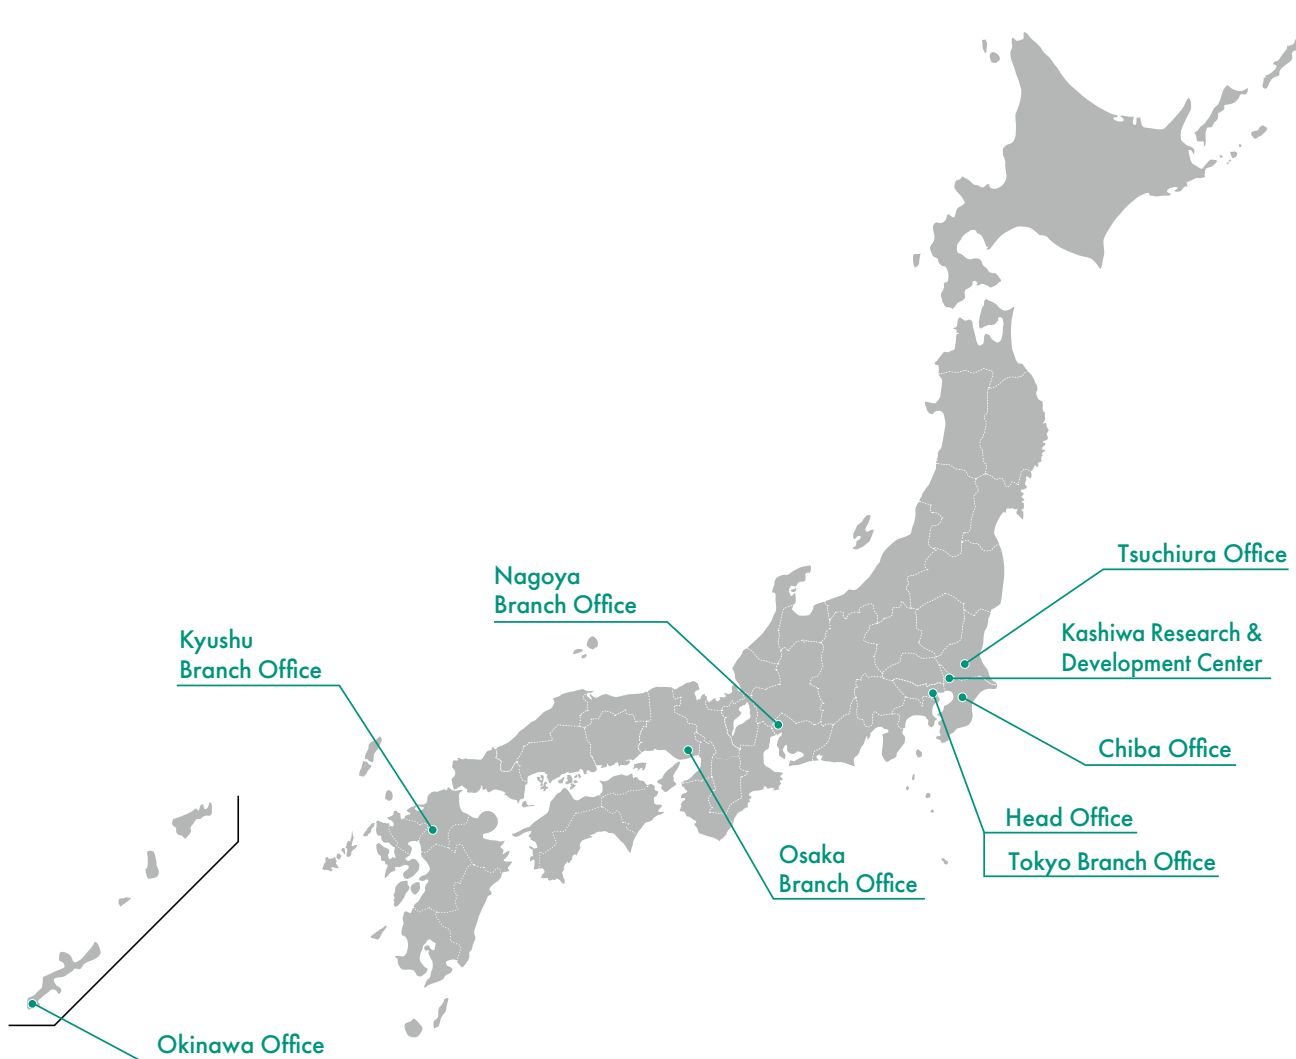 Tsuchiura Office
Nagoya
Branch Office
Kashiwa Research &
Development Center
Kyushu
Branch Office
Chiba Office
Head Office
Tokyo Branch Office
Osaka
Branch Office
Okinawa Office